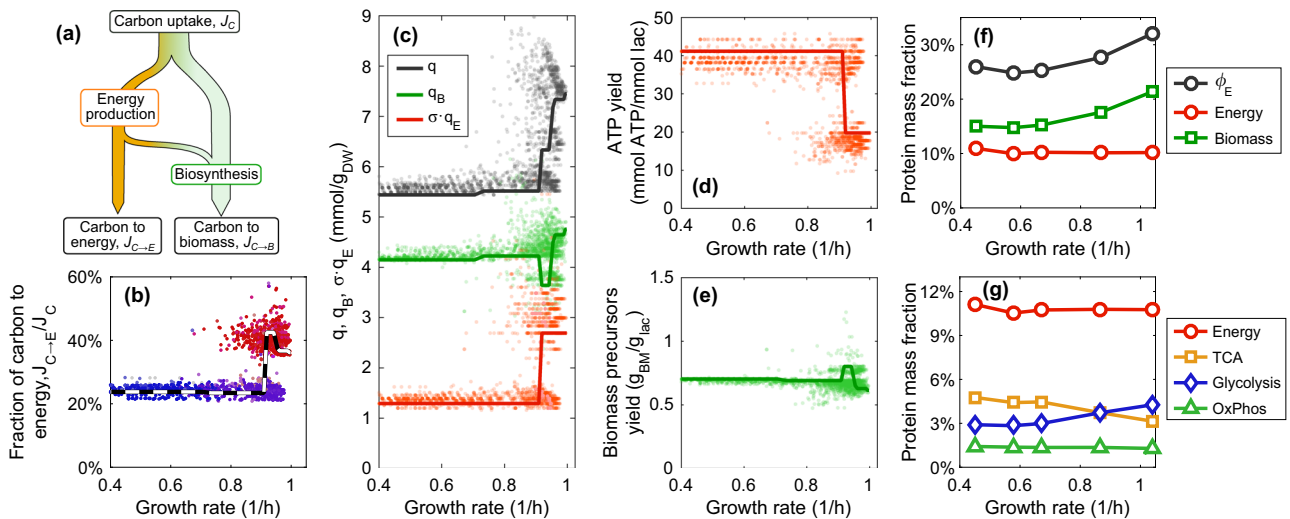 (a)
Carbon uptake, J_C
Energy
production
Biosynthesis
Carbon to
energy, J_C→E
Carbon to
biomass, J_C→B
(b)
Fraction of carbon to
energy, J_C→E/J_C
60%
40%
20%
0%
0.4
0.6
0.8
1
Growth rate (1/h)
(c)
q
q_B
σ·q_E
q, q_B, σ·q_E (mmol/g_DW)
9
8
7
6
5
4
3
2
1
0.4
0.6
0.8
1
Growth rate (1/h)
ATP yield
(mmol ATP/mmol lac)
60
50
40
30
20
10
0
(d)
0.4
0.6
0.8
1
Growth rate (1/h)
Biomass precursors
yield (g_BM/g_lac)
1.5
1
0.5
0
(e)
0.4
0.6
0.8
1
Growth rate (1/h)
(f)
Protein mass fraction
30%
20%
10%
0%
0.4
0.6
0.8
1
Growth rate (1/h)
ϕ_E
Energy
Biomass
(g)
Protein mass fraction
12%
9%
6%
3%
0%
0.4
0.6
0.8
1
Growth rate (1/h)
Energy
TCA
Glycolysis
OxPhos